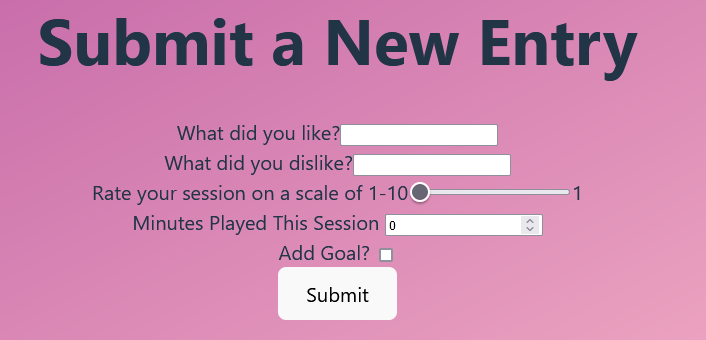 Submit a New Entry
What did you like?
What did you dislike?
Rate your session on a scale of 1-10 1
Minutes Played This Session 0
Add Goal?
Submit